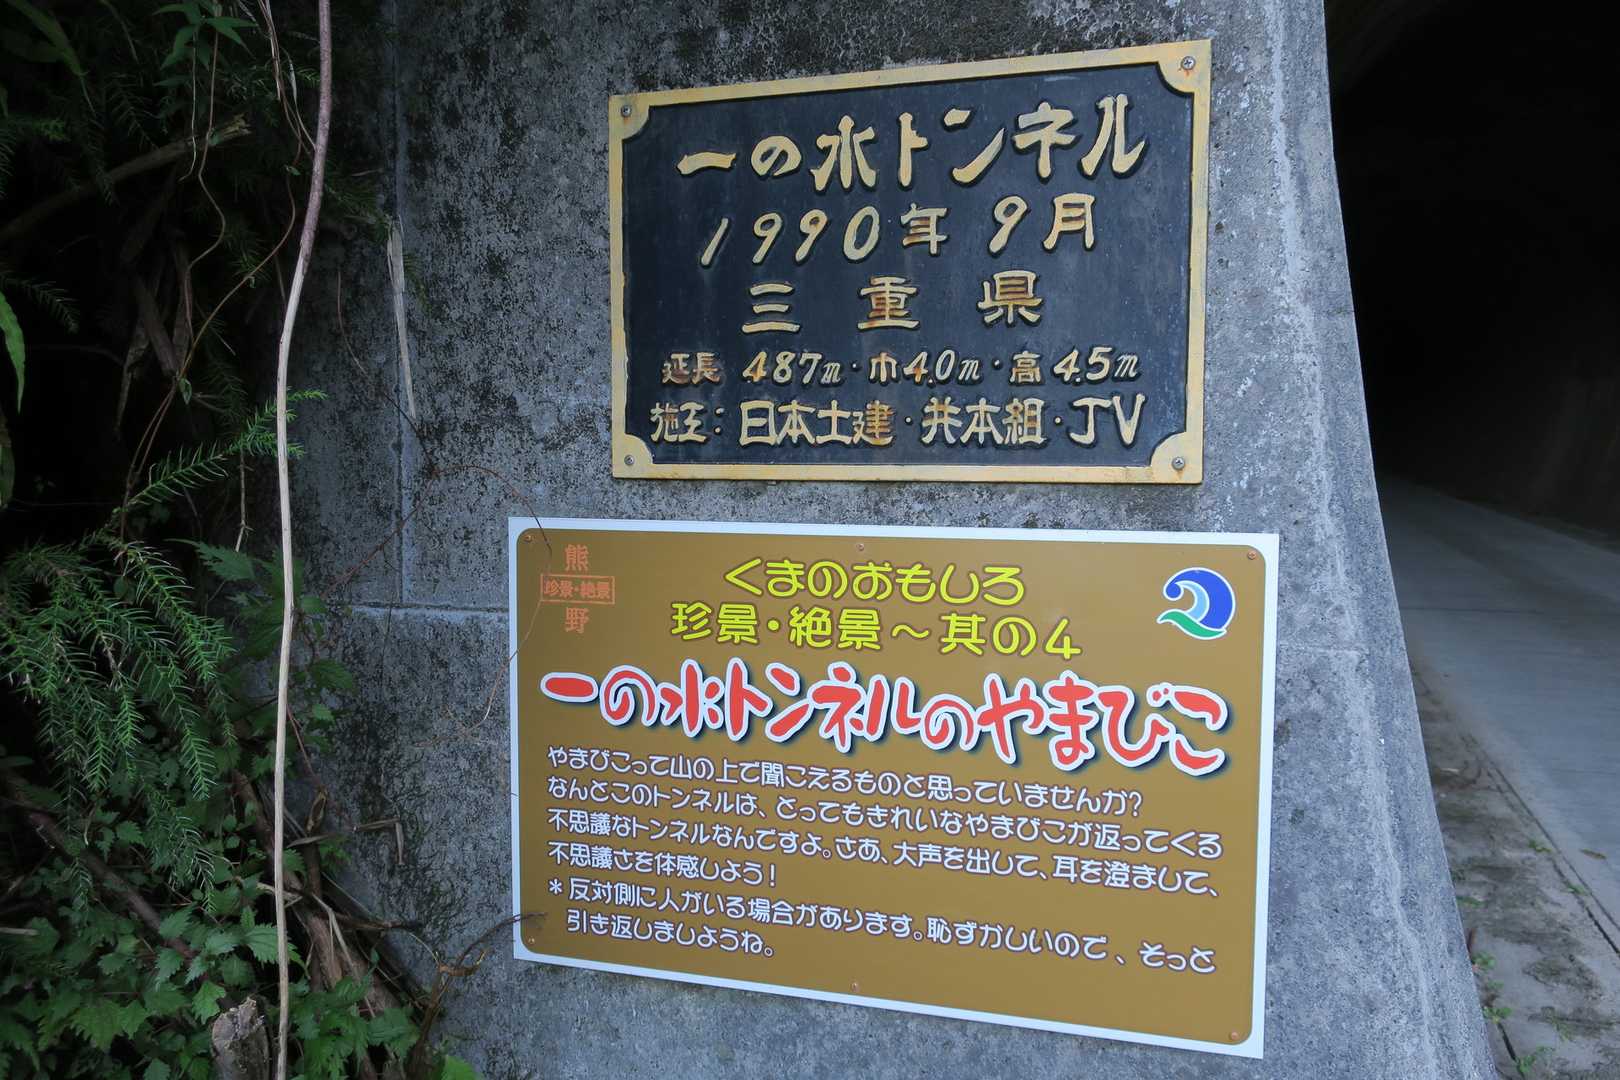 一の水トンネル
1990年9月
三重県
延長 487m・巾4.0m・高4.5m
施工:日本土建・井本組・JV
熊
珍景・絶景
野
くまのおもしろ
珍景・絶景～其の4
一の水トンネルのやまびこ
やまびこって山の上で聞こえるものと思っていませんか?
なんとこのトンネルは、とってもきれいなやまびこが返ってくる
不思議なトンネルなんですよ。さあ、大声を出して、耳を澄まして、
不思議さを体感しよう!
*反対側に人がいる場合があります。恥ずかしいので、そっと
引き返しましようね。